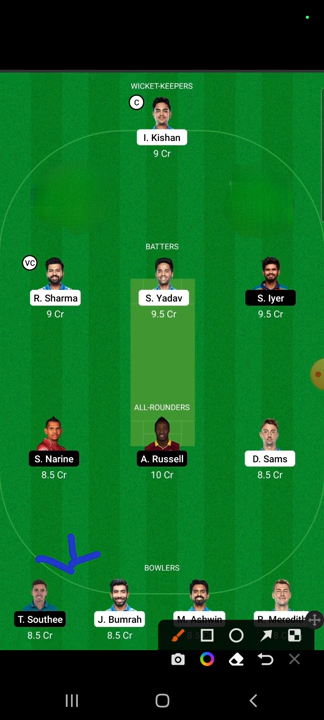 WICKET-KEEPERS
C
I. Kishan
9 Cr
BATTERS
VC
R. Sharma
S. Yadav
S. Iyer
9 Cr
9.5 Cr
9.5 Cr
ALL-ROUNDERS
S. Narine
A. Russell
D. Sams
8.5 Cr
10 Cr
8.5 Cr
BOWLERS
T. Southee
J. Bumrah
M. Ashwin
R. Meredith
8.5 Cr
8.5 Cr